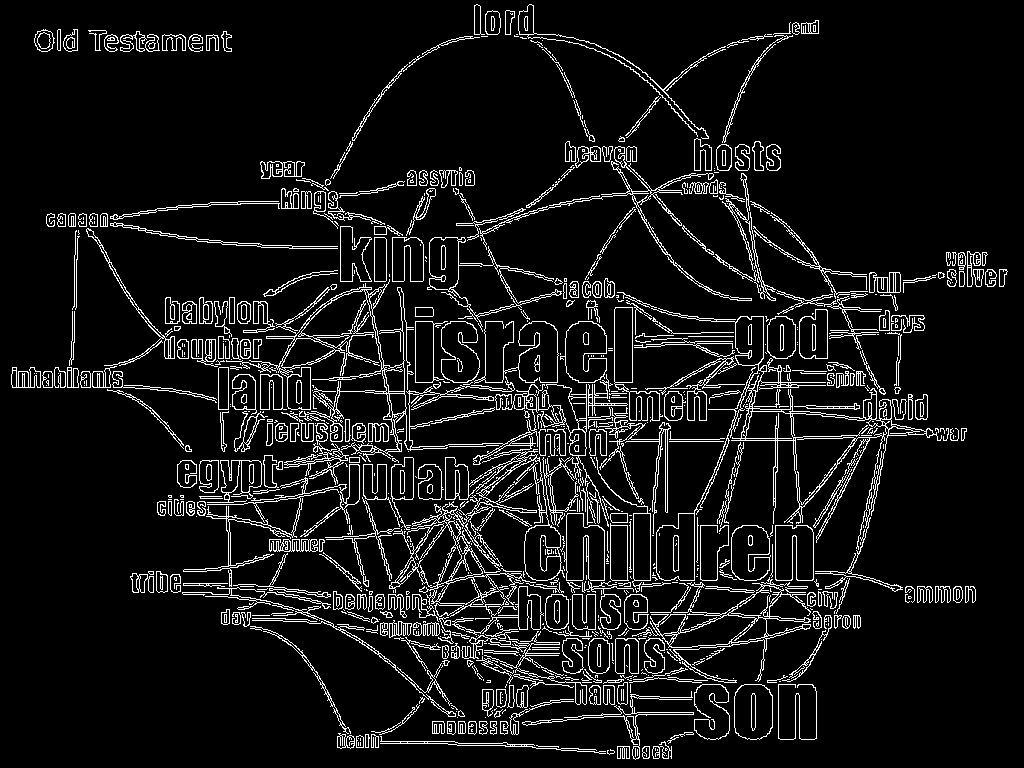 lord
end
Old Testament
heaven
hosts
year
assyria
words
kings
canaan
king
water
silver
full
jacob
babylon
israel
god
days
daughter
inhabitants
land
spirit
moab
men
david
jerusalem
man
war
egypt
judah
cities
manner
children
tribe
benjamin
house
city
ammon
day
ephraim
aaron
saul
sons
gold
hand
son
manasseh
death
moses